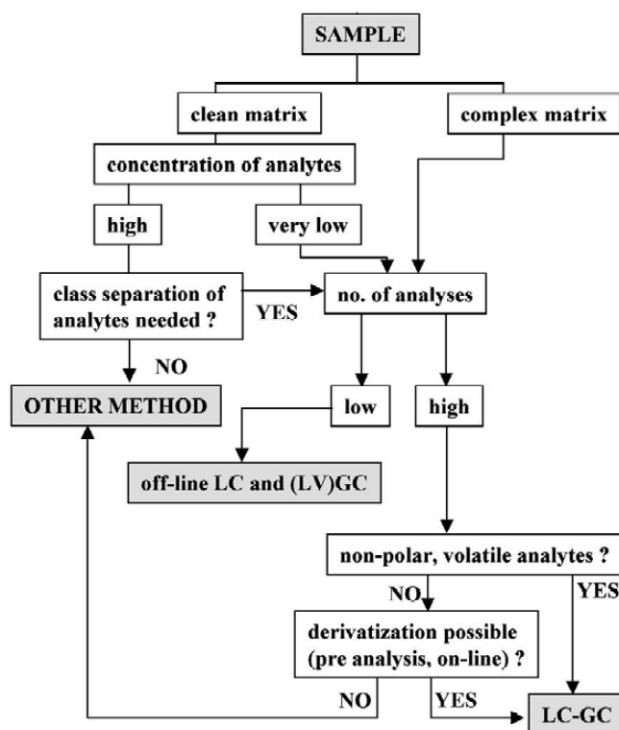 SAMPLE
clean matrix
complex matrix
concentration of analytes
high
very low
class separation of
analytes needed ?
YES
no. of analyses
NO
OTHER METHOD
low
high
off-line LC and (LV)GC
non-polar, volatile analytes ?
NO
YES
derivatization possible
(pre analysis, on-line) ?
NO
YES
LC-GC